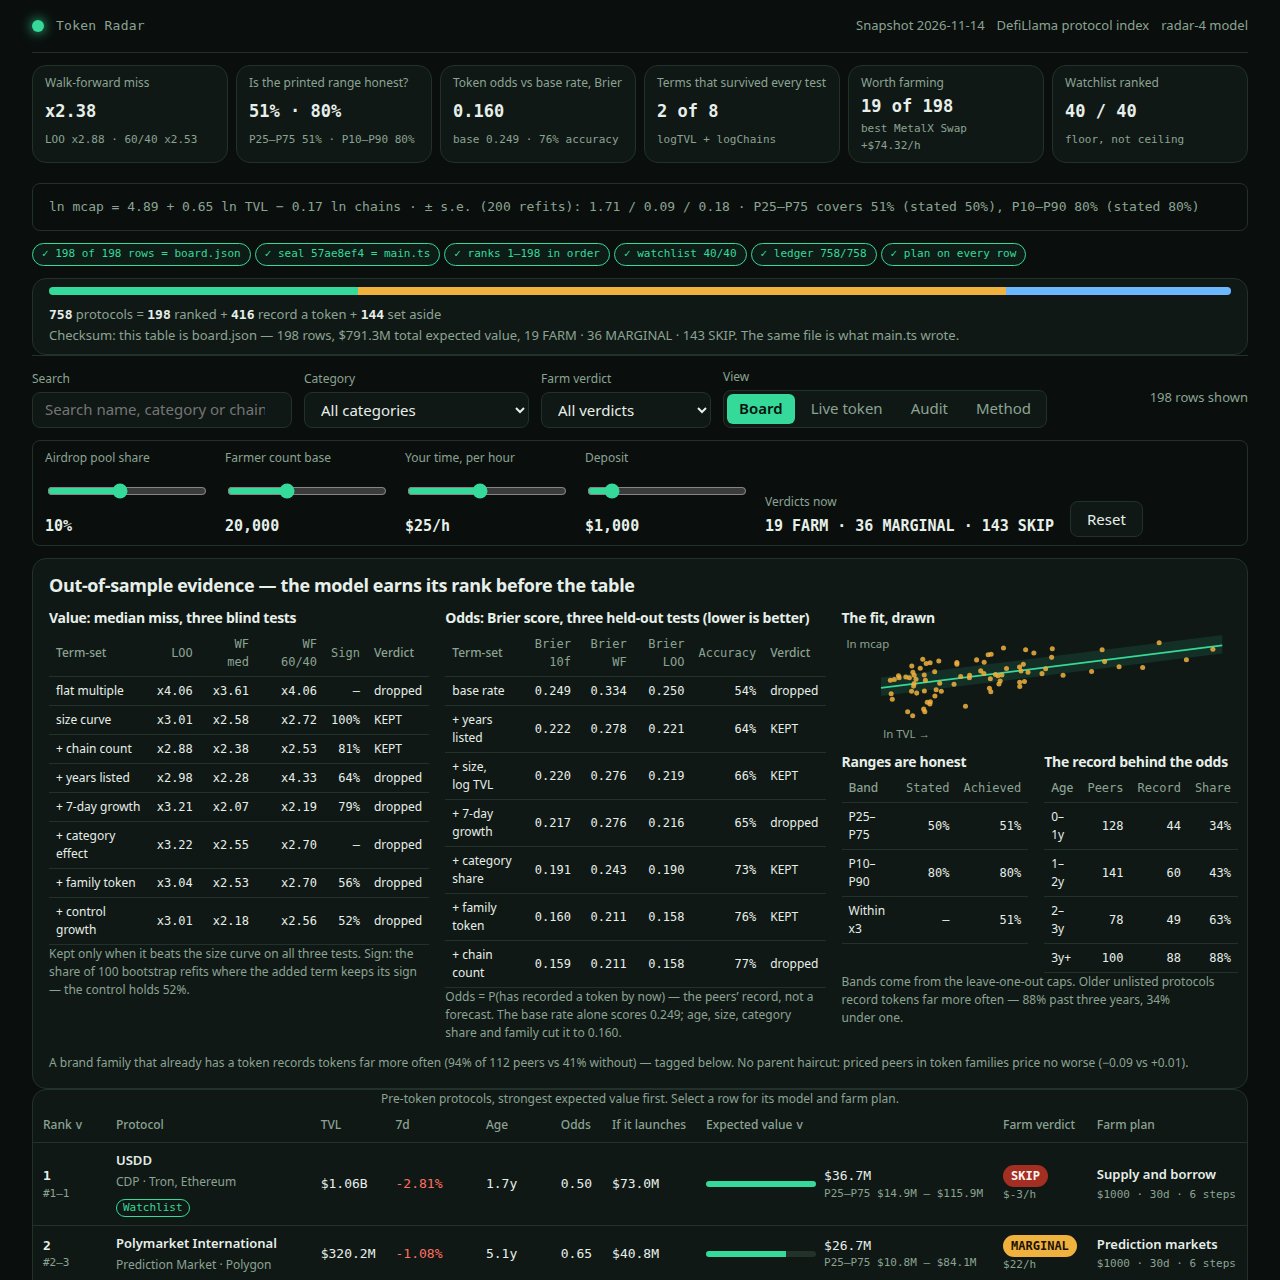 Token Radar
Snapshot 2026-11-14 DefiLlama protocol index radar-4 model
Walk-forward miss
x2.38
LOO x2.88 · 60/40 x2.53
Is the printed range honest?
51% · 80%
P25–P75 51% · P10–P90 80%
Token odds vs base rate, Brier
0.160
base 0.249 · 76% accuracy
Terms that survived every test
2 of 8
logTVL + logChains
Worth farming
19 of 198
best MetalX Swap
+$74.32/h
Watchlist ranked
40 / 40
floor, not ceiling
ln mcap = 4.89 + 0.65 ln TVL − 0.17 ln chains · ± s.e. (200 refits): 1.71 / 0.09 / 0.18 · P25–P75 covers 51% (stated 50%), P10–P90 80% (stated 80%)
✓ 198 of 198 rows = board.json ✓ seal 57ae8ef4 = main.ts ✓ ranks 1–198 in order ✓ watchlist 40/40 ✓ ledger 758/758 ✓ plan on every row
758 protocols = 198 ranked + 416 record a token + 144 set aside
Checksum: this table is board.json — 198 rows, $791.3M total expected value, 19 FARM · 36 MARGINAL · 143 SKIP. The same file is what main.ts wrote.
Search
Search name, category or chain
Category
All categories
Farm verdict
All verdicts
View
Board Live token Audit Method
198 rows shown
Airdrop pool share
10%
Farmer count base
20,000
Your time, per hour
$25/h
Deposit
$1,000
Verdicts now
19 FARM · 36 MARGINAL · 143 SKIP
Reset
Out-of-sample evidence — the model earns its rank before the table
Value: median miss, three blind tests
Term-set LOO WF med WF 60/40 Sign Verdict
flat multiple x4.06 x3.61 x4.06 — dropped
size curve x3.01 x2.58 x2.72 100% KEPT
+ chain count x2.88 x2.38 x2.53 81% KEPT
+ years listed x2.98 x2.28 x4.33 64% dropped
+ 7-day growth x3.21 x2.07 x2.19 79% dropped
+ category effect x3.22 x2.55 x2.70 — dropped
+ family token x3.04 x2.53 x2.70 56% dropped
+ control growth x3.01 x2.18 x2.56 52% dropped
Kept only when it beats the size curve on all three tests. Sign: the
share of 100 bootstrap refits where the added term keeps its sign
— the control holds 52%.
Odds: Brier score, three held-out tests (lower is better)
Term-set Brier 10f Brier WF Brier LOO Accuracy Verdict
base rate 0.249 0.334 0.250 54% dropped
+ years listed 0.222 0.278 0.221 64% KEPT
+ size, log TVL 0.220 0.276 0.219 66% KEPT
+ 7-day growth 0.217 0.276 0.216 65% dropped
+ category share 0.191 0.243 0.190 73% KEPT
+ family token 0.160 0.211 0.158 76% KEPT
+ chain count 0.159 0.211 0.158 77% dropped
Odds = P(has recorded a token by now) — the peers’ record, not a
forecast. The base rate alone scores 0.249; age, size, category
share and family cut it to 0.160.
The fit, drawn
ln mcap
ln TVL →
Ranges are honest
Band Stated Achieved
P25–P75 50% 51%
P10–P90 80% 80%
Within x3 — 51%
The record behind the odds
Age Peers Record Share
0–1y 128 44 34%
1–2y 141 60 43%
2–3y 78 49 63%
3y+ 100 88 88%
Bands come from the leave-one-out caps. Older unlisted protocols
record tokens far more often — 88% past three years, 34%
under one.
A brand family that already has a token records tokens far more often (94% of 112 peers vs 41% without) — tagged below. No parent haircut: priced peers in token families price no worse (−0.09 vs +0.01).
Pre-token protocols, strongest expected value first. Select a row for its model and farm plan.
Rank v Protocol TVL 7d Age Odds If it launches Expected value v Farm verdict Farm plan
1 USDD $1.06B -2.81% 1.7y 0.50 $73.0M $36.7M SKIP Supply and borrow
#1–1 CDP · Tron, Ethereum P25–P75 $14.9M — $115.9M $-3/h $1000 · 30d · 6 steps
Watchlist
2 Polymarket International $320.2M -1.08% 5.1y 0.65 $40.8M $26.7M MARGINAL Prediction markets
#2–3 Prediction Market · Polygon P25–P75 $10.8M — $84.1M $22/h $1000 · 30d · 6 steps